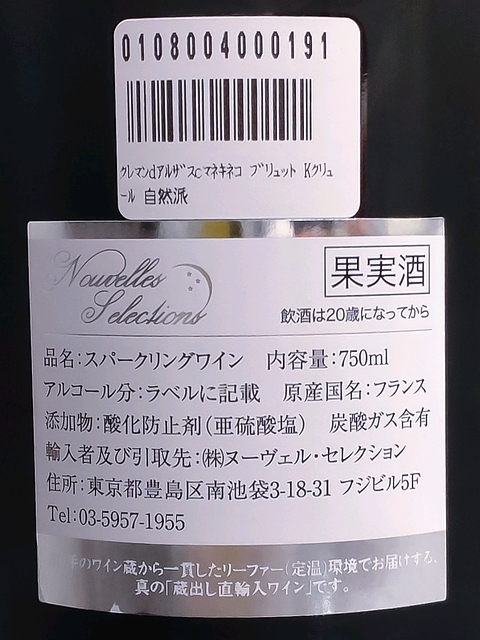 0108004000191
クレマンdアルザスcマネキネコ ブリュット Kクリュ
ール 自然派
Nouvelles
Selections
果実酒
飲酒は20歳になってから
品名:スパークリングワイン 内容量:750ml
アルコール分:ラベルに記載 原産国名:フランス
添加物:酸化防止剤(亜硫酸塩) 炭酸ガス含有
輸入者及び引取先:㈱ヌーヴェル・セレクション
住所:東京都豊島区南池袋3-18-31 フジビル5F
Tel:03-5957-1955
のワイン蔵から一貫したリーファー(定温)環境でお届けする、
真の「蔵出し直輸入ワイン」です。